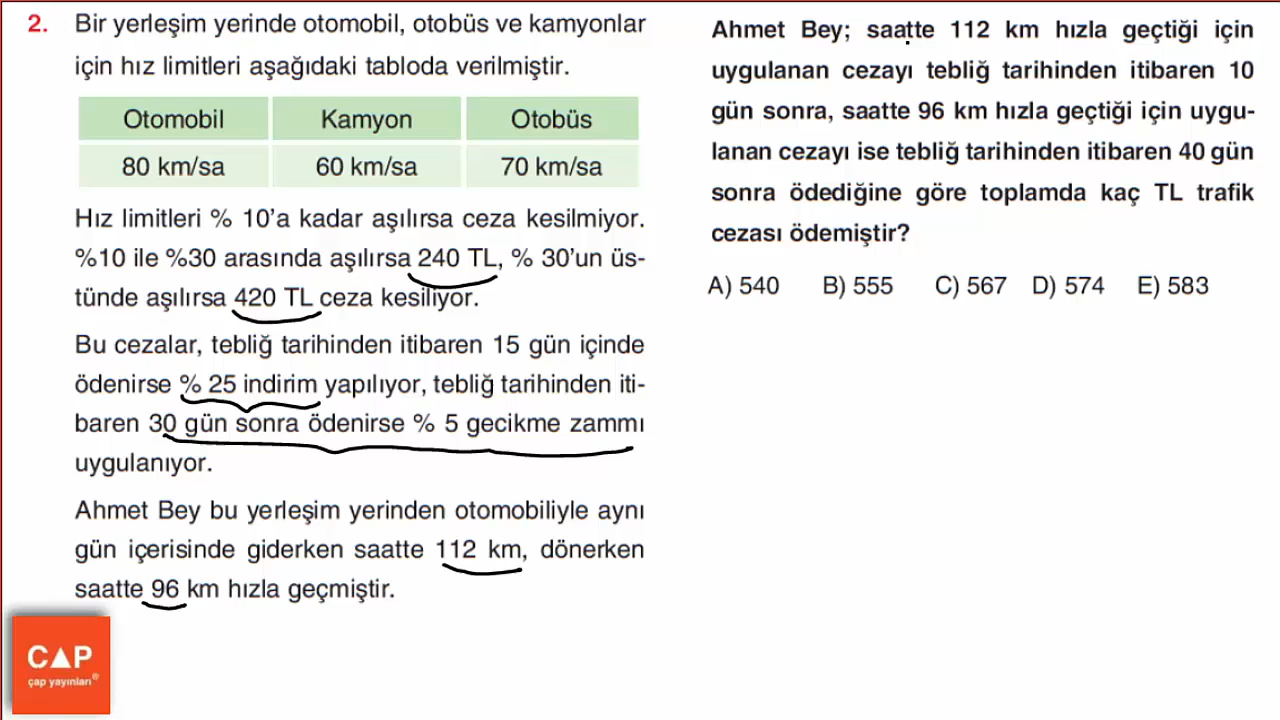 2. Bir yerleşim yerinde otomobil, otobüs ve kamyonlar
için hız limitleri aşağıdaki tabloda verilmiştir.
Otomobil Kamyon Otobüs
80 km/sa 60 km/sa 70 km/sa
Hız limitleri % 10’a kadar aşılırsa ceza kesilmiyor.
%10 ile %30 arasında aşılırsa 240 TL, % 30’un üs-
tünde aşılırsa 420 TL ceza kesiliyor.
Bu cezalar, tebliğ tarihinden itibaren 15 gün içinde
ödenirse % 25 indirim yapılıyor, tebliğ tarihinden iti-
baren 30 gün sonra ödenirse % 5 gecikme zammı
uygulanıyor.
Ahmet Bey bu yerleşim yerinden otomobiliyle aynı
gün içerisinde giderken saatte 112 km, dönerken
saatte 96 km hızla geçmiştir.
Ahmet Bey; saatte 112 km hızla geçtiği için
uygulanan cezayı tebliğ tarihinden itibaren 10
gün sonra, saatte 96 km hızla geçtiği için uygu-
lanan cezayı ise tebliğ tarihinden itibaren 40 gün
sonra ödediğine göre toplamda kaç TL trafik
cezası ödemiştir?
A) 540 B) 555 C) 567 D) 574 E) 583
ÇAP
çap yayınları®